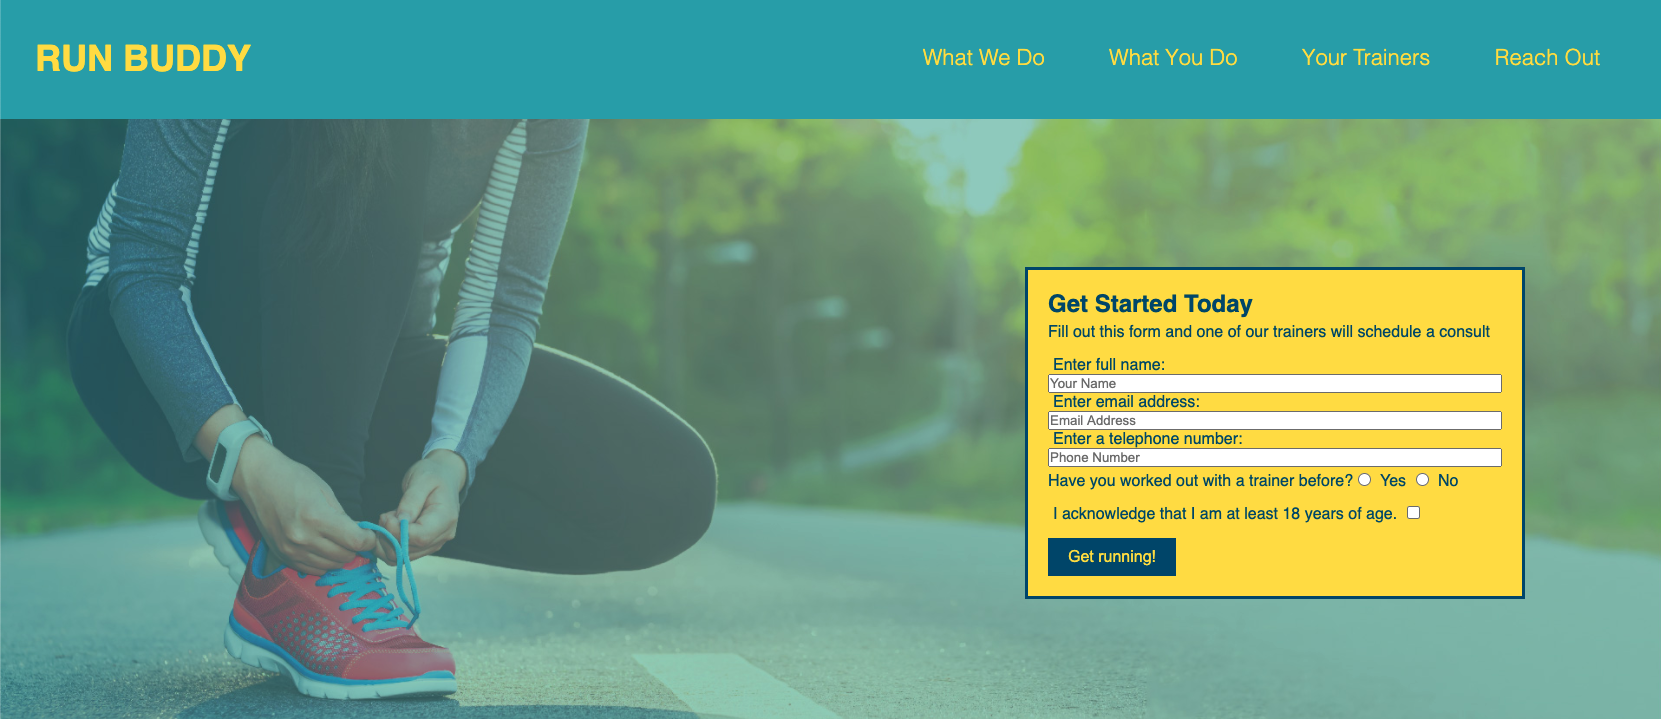 RUN BUDDY
What We Do
What You Do
Your Trainers
Reach Out
Get Started Today
Fill out this form and one of our trainers will schedule a consult
Enter full name:
Your Name
Enter email address:
Email Address
Enter a telephone number:
Phone Number
Have you worked out with a trainer before? Yes No
I acknowledge that I am at least 18 years of age.
Get running!